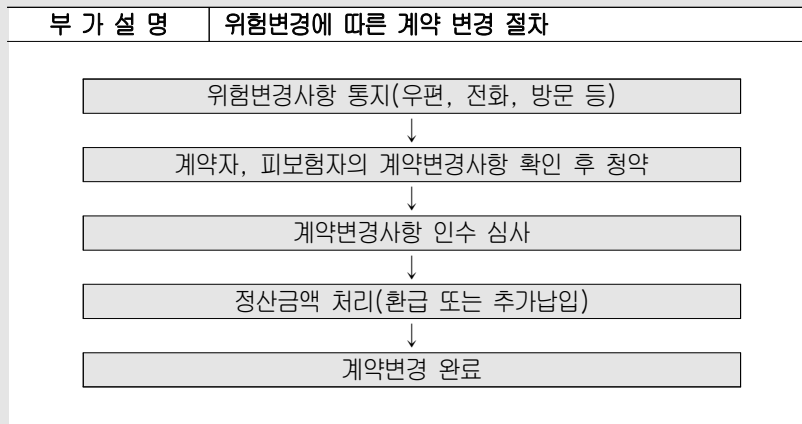 부 가 설 명 위험변경에 따른 계약 변경 절차
위험변경사항 통지(우편, 전화, 방문 등)
↓
계약자, 피보험자의 계약변경사항 확인 후 청약
↓
계약변경사항 인수 심사
↓
정산금액 처리(환급 또는 추가납입)
↓
계약변경 완료